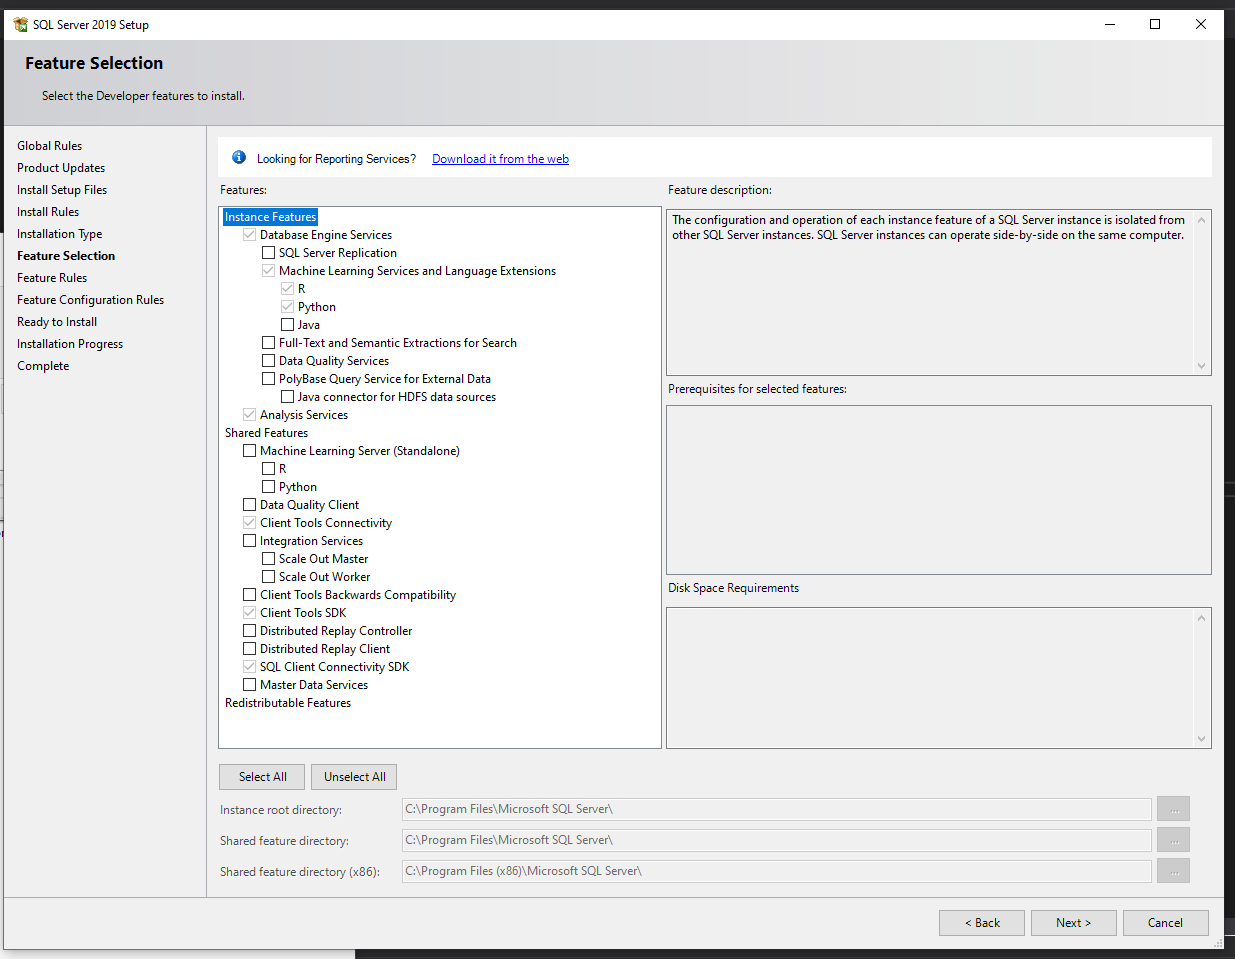 SQL Server 2019 Setup
Feature Selection
Select the Developer features to install.
Global Rules
Product Updates
Install Setup Files
Install Rules
Installation Type
Feature Selection
Feature Rules
Feature Configuration Rules
Ready to Install
Installation Progress
Complete
Looking for Reporting Services? Download it from the web
Features:
Instance Features
Database Engine Services
SQL Server Replication
Machine Learning Services and Language Extensions
R
Python
Java
Full-Text and Semantic Extractions for Search
Data Quality Services
PolyBase Query Service for External Data
Java connector for HDFS data sources
Analysis Services
Shared Features
Machine Learning Server (Standalone)
R
Python
Data Quality Client
Client Tools Connectivity
Integration Services
Scale Out Master
Scale Out Worker
Client Tools Backwards Compatibility
Client Tools SDK
Distributed Replay Controller
Distributed Replay Client
SQL Client Connectivity SDK
Master Data Services
Redistributable Features
Feature description:
The configuration and operation of each instance feature of a SQL Server instance is isolated from
other SQL Server instances. SQL Server instances can operate side-by-side on the same computer.
Prerequisites for selected features:
Disk Space Requirements
Select All Unselect All
Instance root directory: C:\Program Files\Microsoft SQL Server\ ...
Shared feature directory: C:\Program Files\Microsoft SQL Server\ ...
Shared feature directory (x86): C:\Program Files (x86)\Microsoft SQL Server\ ...
< Back Next > Cancel